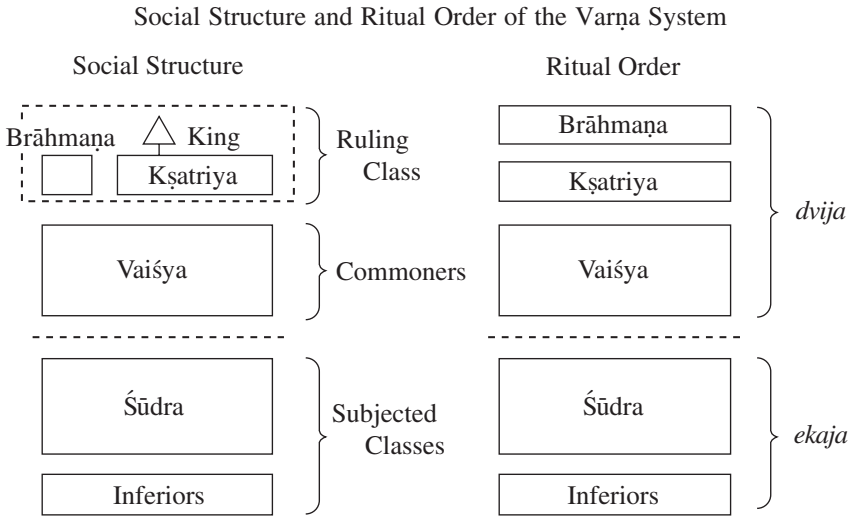 Social Structure and Ritual Order of the Varṇa System
Social Structure
Brāhmaṇa
King
Kṣatriya
Ruling
Class
Vaiśya
Commoners
Śūdra
Subjected
Classes
Inferiors
Ritual Order
Brāhmaṇa
Kṣatriya
Vaiśya
dvija
Śūdra
Inferiors
ekaja